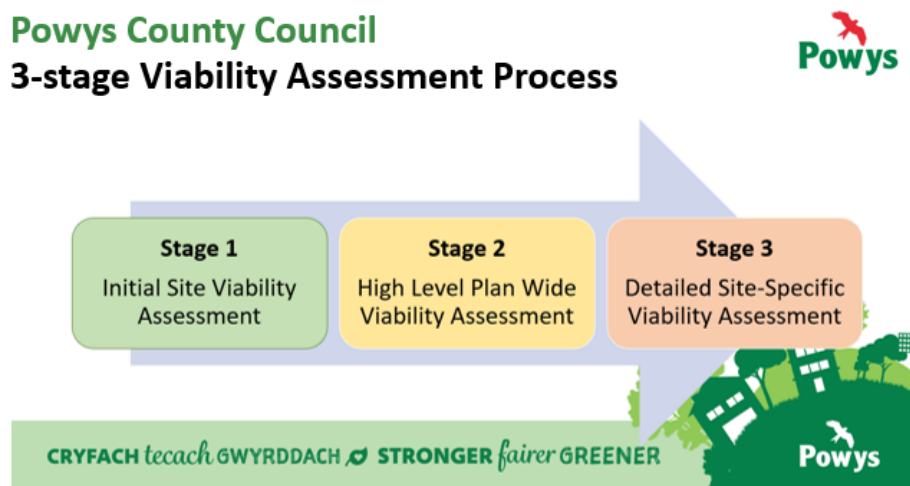 Powys County Council
3-stage Viability Assessment Process
Powys
Stage 1
Initial Site Viability
Assessment
Stage 2
High Level Plan Wide
Viability Assessment
Stage 3
Detailed Site-Specific
Viability Assessment
CRYFACH tecach GWYRDDACH STRONGER fairer GREENER
Powys